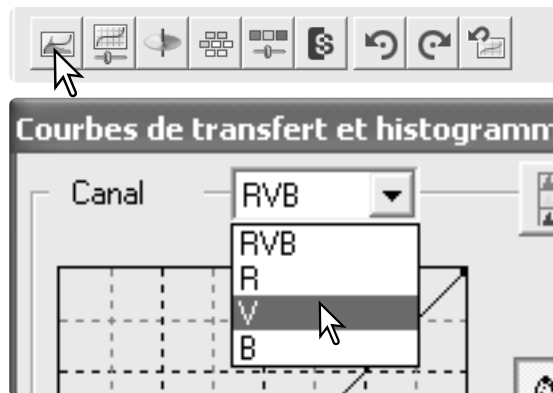 Courbes de transfert et histogramm
Canal
RVB
RVB
R
V
B